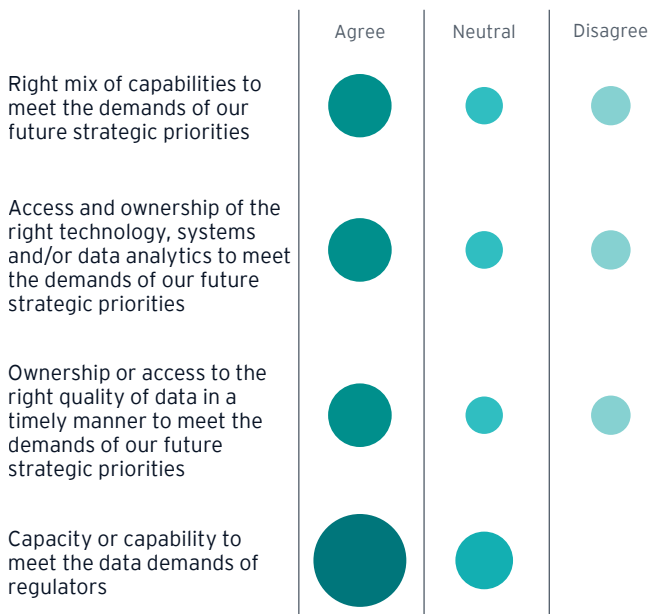 Agree
Neutral
Disagree
Right mix of capabilities to
meet the demands of our
future strategic priorities
Access and ownership of the
right technology, systems
and/or data analytics to meet
the demands of our future
strategic priorities
Ownership or access to the
right quality of data in a
timely manner to meet the
demands of our future
strategic priorities
Capacity or capability to
meet the data demands of
regulators